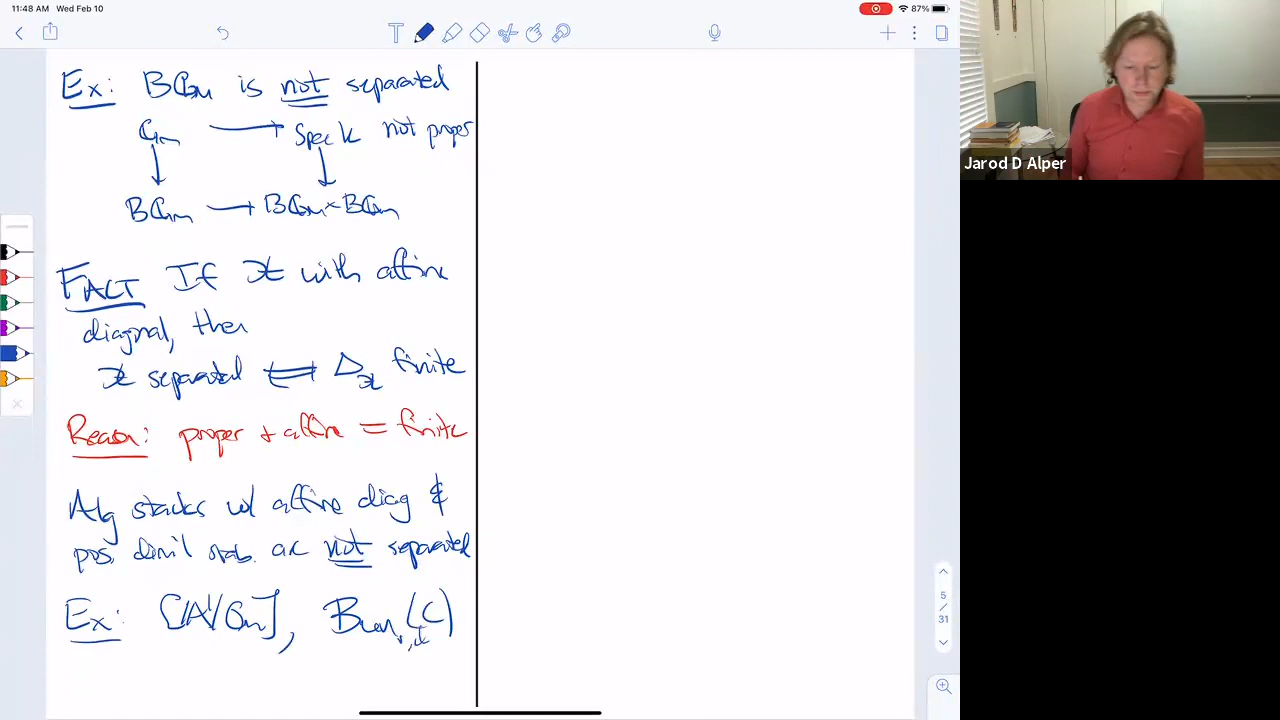 11:48 AM Wed Feb 10
87%
Ex: BGm is not separated
Gm → Spec k not proper
↓ ↓
BGm → BGm × BGm
FACT If X with affine
diagonal, then
X separated ⟺ Δ_X finite
Reason: proper + affine = finite
Alg stacks w/ affine diag &
pos. dim'l stab. are not separated
Ex: [A¹/Gm], Bun_r,d(C)
5
/
31
Jarod D Alper